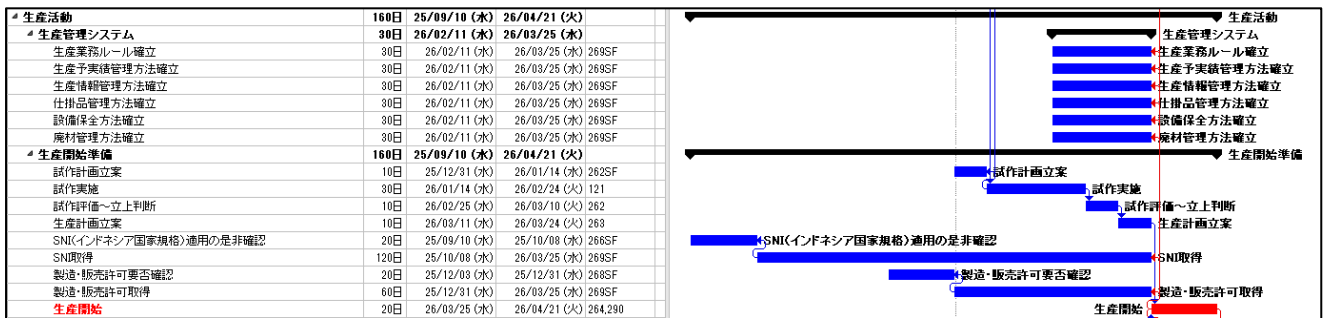 生産活動 160日 25/09/10 (水) 26/04/21 (火) 生産活動
生産管理システム 30日 26/02/11 (水) 26/03/25 (水) 生産管理システム
生産業務ルール確立 30日 26/02/11 (水) 26/03/25 (水) 269SF 生産業務ルール確立
生産予実績管理方法確立 30日 26/02/11 (水) 26/03/25 (水) 269SF 生産予実績管理方法確立
生産情報管理方法確立 30日 26/02/11 (水) 26/03/25 (水) 269SF 生産情報管理方法確立
仕掛品管理方法確立 30日 26/02/11 (水) 26/03/25 (水) 269SF 仕掛品管理方法確立
設備保全方法確立 30日 26/02/11 (水) 26/03/25 (水) 269SF 設備保全方法確立
廃材管理方法確立 30日 26/02/11 (水) 26/03/25 (水) 269SF 廃材管理方法確立
生産開始準備 160日 25/09/10 (水) 26/04/21 (火) 生産開始準備
試作計画立案 10日 25/12/31 (水) 26/01/14 (水) 262SF 試作計画立案
試作実施 30日 26/01/14 (水) 26/02/24 (火) 121 試作実施
試作評価～立上判断 10日 26/02/25 (水) 26/03/10 (火) 262 試作評価～立上判断
生産計画立案 10日 26/03/11 (水) 26/03/24 (火) 263 生産計画立案
SNI(インドネシア国家規格)適用の是非確認 20日 25/09/10 (水) 25/10/08 (水) 266SF SNI(インドネシア国家規格)適用の是非確認
SNI取得 120日 25/10/08 (水) 26/03/25 (水) 269SF SNI取得
製造・販売許可要否確認 20日 25/12/03 (水) 25/12/31 (水) 268SF 製造・販売許可要否確認
製造・販売許可取得 60日 25/12/31 (水) 26/03/25 (水) 269SF 製造・販売許可取得
生産開始 20日 26/03/25 (水) 26/04/21 (火) 264,290 生産開始